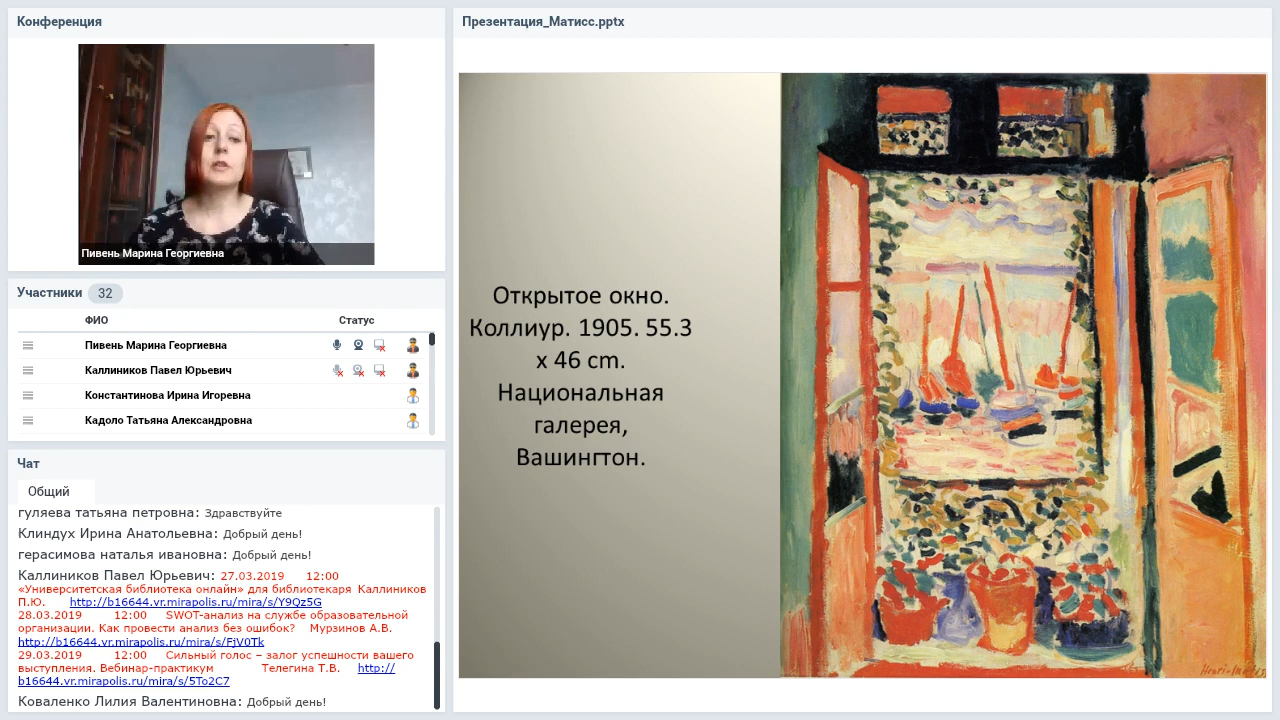 Конференция
Пивень Марина Георгиевна
Участники 32
ФИО Статус
Пивень Марина Георгиевна
Каллиников Павел Юрьевич
Константинова Ирина Игоревна
Кадоло Татьяна Александровна
Чат
Общий
гуляева татьяна петровна: Здравствуйте
Клиндух Ирина Анатольевна: Добрый день!
герасимова наталья ивановна: Добрый день!
Каллиников Павел Юрьевич: 27.03.2019 12:00
«Университетская библиотека онлайн» для библиотекаря Каллиников
П.Ю. http://b16644.vr.mirapolis.ru/mira/s/Y9Qz5G
28.03.2019 12:00 SWOT-анализ на службе образовательной
организации. Как провести анализ без ошибок? Мурзинов А.В.
http://b16644.vr.mirapolis.ru/mira/s/FjV0Tk
29.03.2019 12:00 Сильный голос – залог успешности вашего
выступления. Вебинар-практикум Телегина Т.В. http://
b16644.vr.mirapolis.ru/mira/s/5To2C7
Коваленко Лилия Валентиновна: Добрый день!
Презентация_Матисс.pptx
Открытое окно.
Коллиур. 1905. 55.3
x 46 cm.
Национальная
галерея,
Вашингтон.
Henri-Matisse